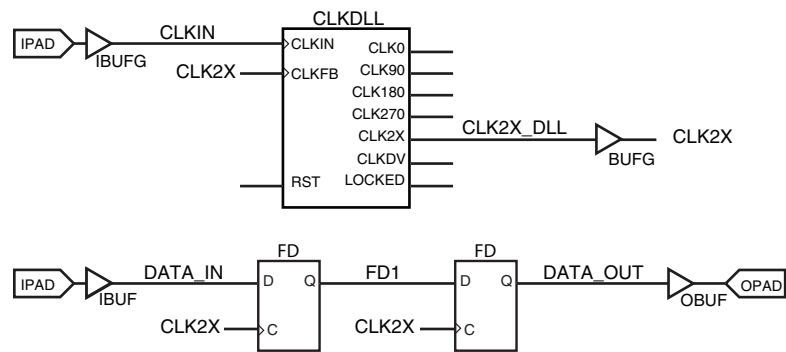 CLKDLL
IPAD
IBUFG
CLKIN
CLKIN
CLK0
CLK2X
CLKFB
CLK90
CLK180
CLK270
CLK2X
CLK2X_DLL
BUFG
CLK2X
CLKDV
RST
LOCKED
FD
FD
IPAD
IBUF
DATA_IN
D
Q
FD1
D
Q
DATA_OUT
OBUF
OPAD
CLK2X
C
CLK2X
C